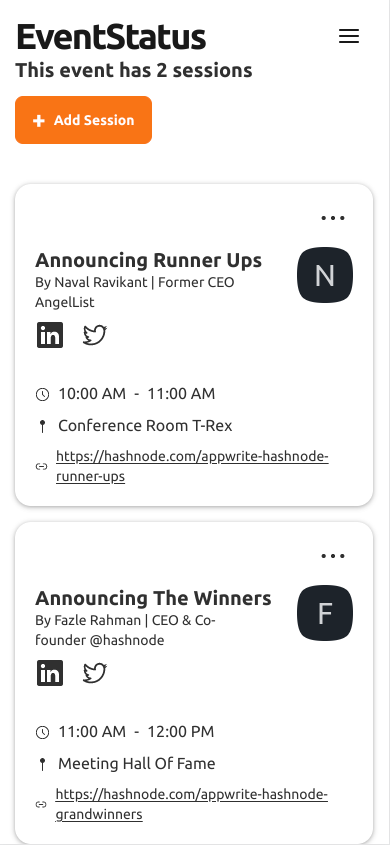 EventStatus
This event has 2 sessions
+ Add Session
Announcing Runner Ups
By Naval Ravikant | Former CEO
AngelList
N
in
10:00 AM - 11:00 AM
Conference Room T-Rex
https://hashnode.com/appwrite-hashnode-
runner-ups
Announcing The Winners
By Fazle Rahman | CEO & Co-
founder @hashnode
F
in
11:00 AM - 12:00 PM
Meeting Hall Of Fame
https://hashnode.com/appwrite-hashnode-
grandwinners